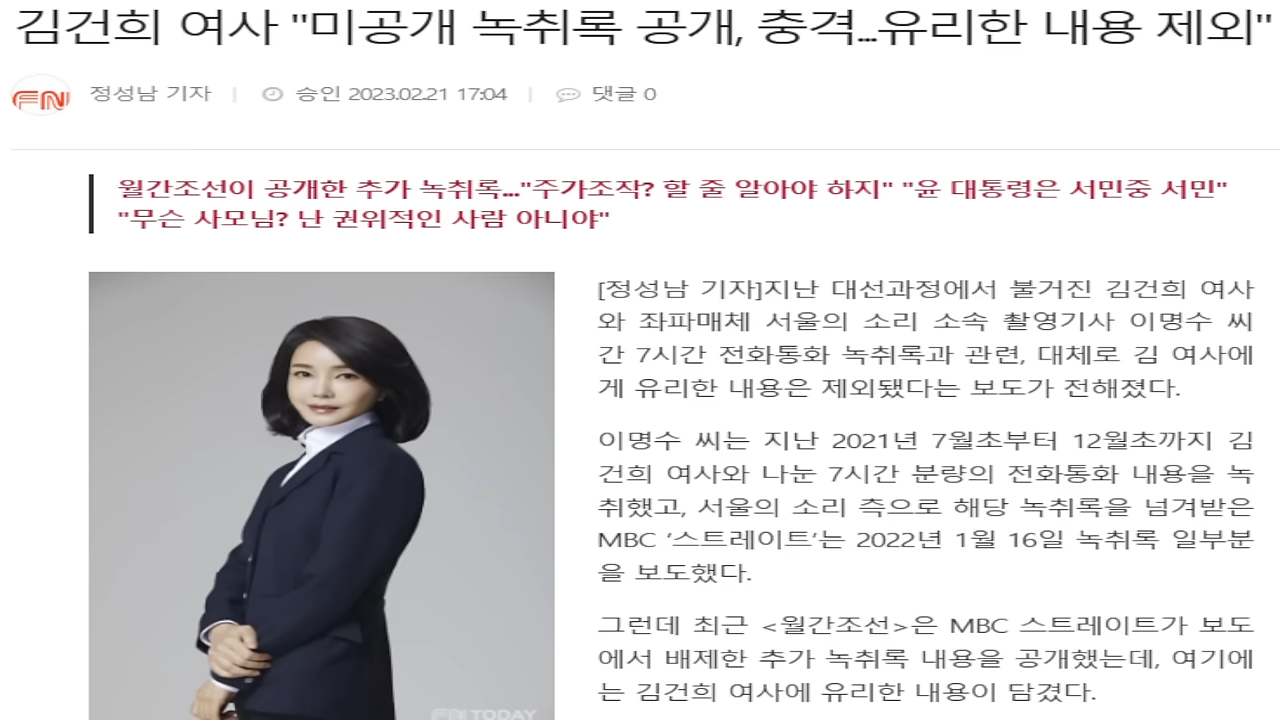 김건희 여사 "미공개 녹취록 공개, 충격...유리한 내용 제외"
FN 정성남 기자 | 승인 2023.02.21 17:04 | 댓글 0
월간조선이 공개한 추가 녹취록..."주가조작? 할 줄 알아야 하지" "윤 대통령은 서민중 서민"
"무슨 사모님? 난 권위적인 사람 아니야"
[정성남 기자]지난 대선과정에서 불거진 김건희 여사
와 좌파매체 서울의 소리 소속 촬영기사 이명수 씨
간 7시간 전화통화 녹취록과 관련, 대체로 김 여사에
게 유리한 내용은 제외됐다는 보도가 전해졌다.
이명수 씨는 지난 2021년 7월초부터 12월초까지 김
건희 여사와 나눈 7시간 분량의 전화통화 내용을 녹
취했고, 서울의 소리 측으로 해당 녹취록을 넘겨받은
MBC ‘스트레이트’는 2022년 1월 16일 녹취록 일부분
을 보도했다.
그런데 최근 <월간조선>은 MBC 스트레이트가 보도
에서 배제한 추가 녹취록 내용을 공개했는데, 여기에
는 김건희 여사에 유리한 내용이 담겼다.
FN TODAY